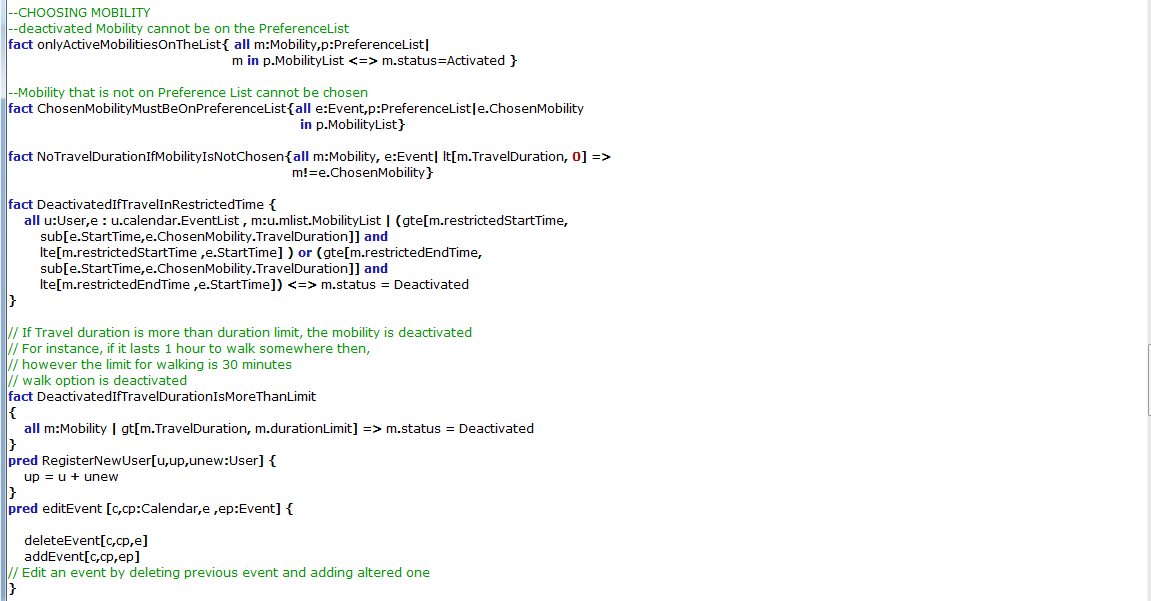 --CHOOSING MOBILITY
--deactivated Mobility cannot be on the PreferenceList
fact onlyActiveMobilitiesOnTheList{ all m:Mobility,p:PreferenceList|
m in p.MobilityList <=> m.status=Activated }
--Mobility that is not on Preference List cannot be chosen
fact ChosenMobilityMustBeOnPreferenceList{all e:Event,p:PreferenceList|e.ChosenMobility
in p.MobilityList}
fact NoTravelDurationIfMobilityIsNotChosen{all m:Mobility, e:Event| lt[m.TravelDuration, 0] =>
m!=e.ChosenMobility}
fact DeactivatedIfTravelInRestrictedTime {
all u:User,e : u.calendar.EventList , m:u.mlist.MobilityList | (gte[m.restrictedStartTime,
sub[e.StartTime,e.ChosenMobility.TravelDuration]] and
lte[m.restrictedStartTime ,e.StartTime] ) or (gte[m.restrictedEndTime,
sub[e.StartTime,e.ChosenMobility.TravelDuration]] and
lte[m.restrictedEndTime ,e.StartTime]) <=> m.status = Deactivated
}
// If Travel duration is more than duration limit, the mobility is deactivated
// For instance, if it lasts 1 hour to walk somewhere then,
// however the limit for walking is 30 minutes
// walk option is deactivated
fact DeactivatedIfTravelDurationIsMoreThanLimit
{
all m:Mobility | gt[m.TravelDuration, m.durationLimit] => m.status = Deactivated
}
pred RegisterNewUser[u,up,unew:User] {
up = u + unew
}
pred editEvent [c,cp:Calendar,e ,ep:Event] {
deleteEvent[c,cp,e]
addEvent[c,cp,ep]
// Edit an event by deleting previous event and adding altered one
}